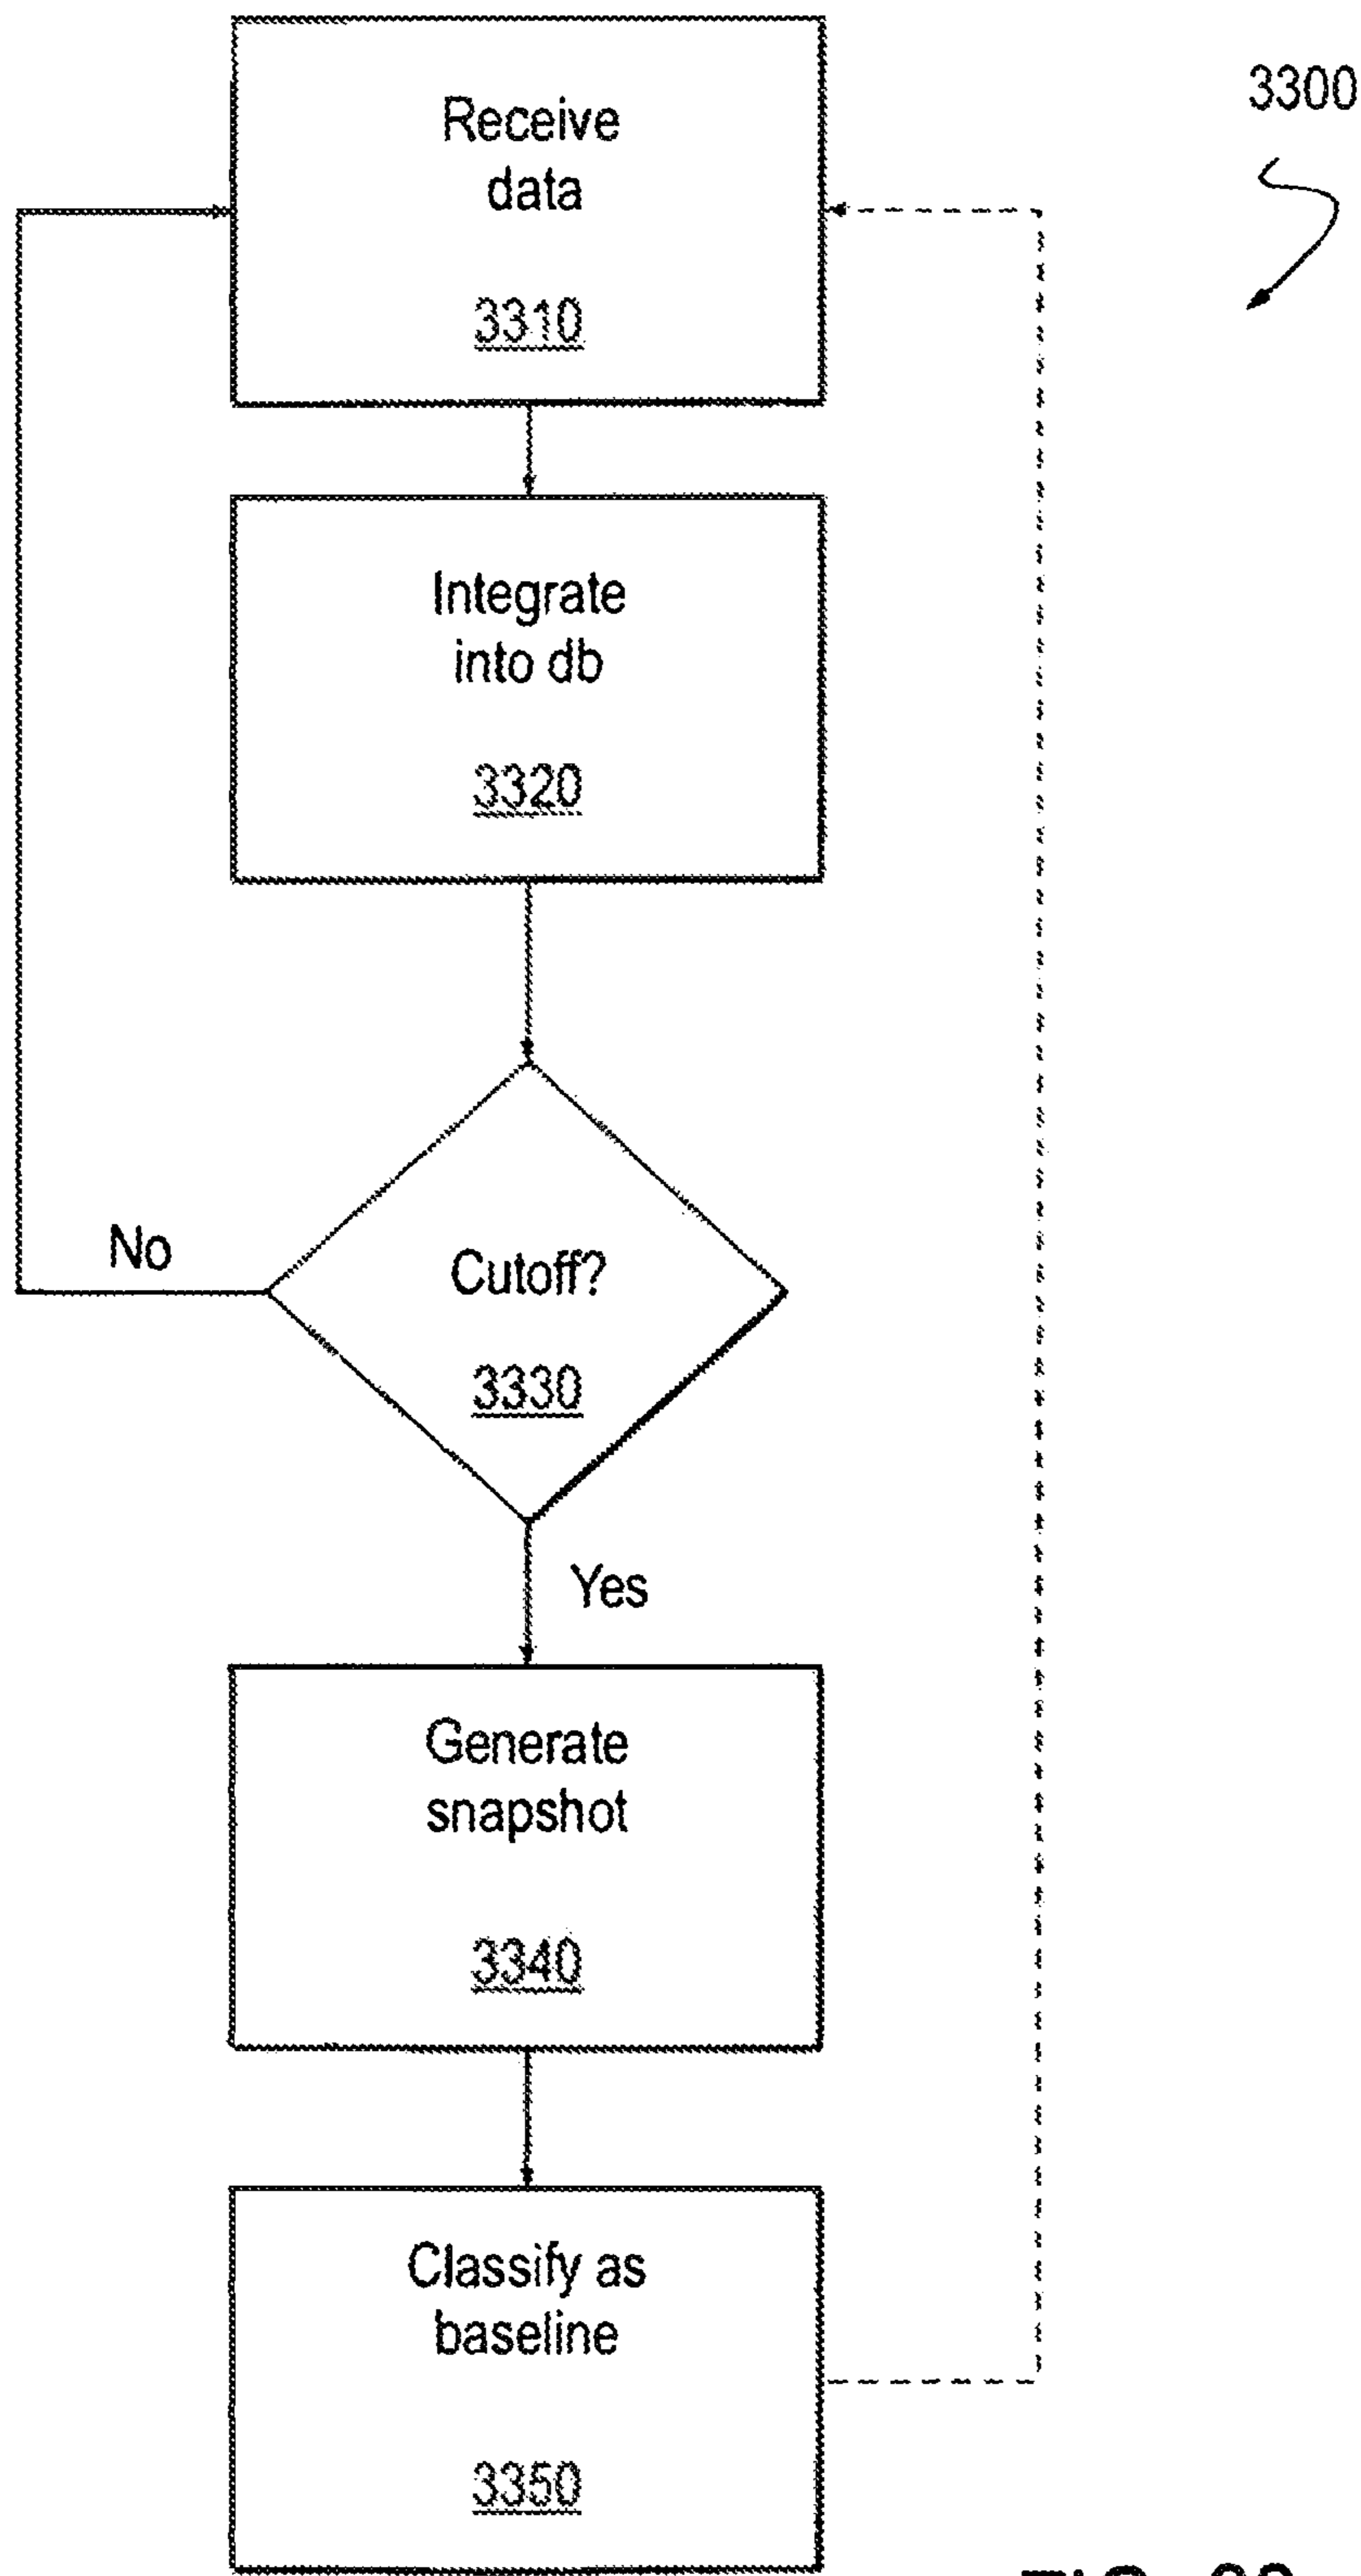 3300
Receive
data
3310
Integrate
into db
3320
No
Cutoff?
3330
Yes
Generate
snapshot
3340
Classify as
baseline
3350